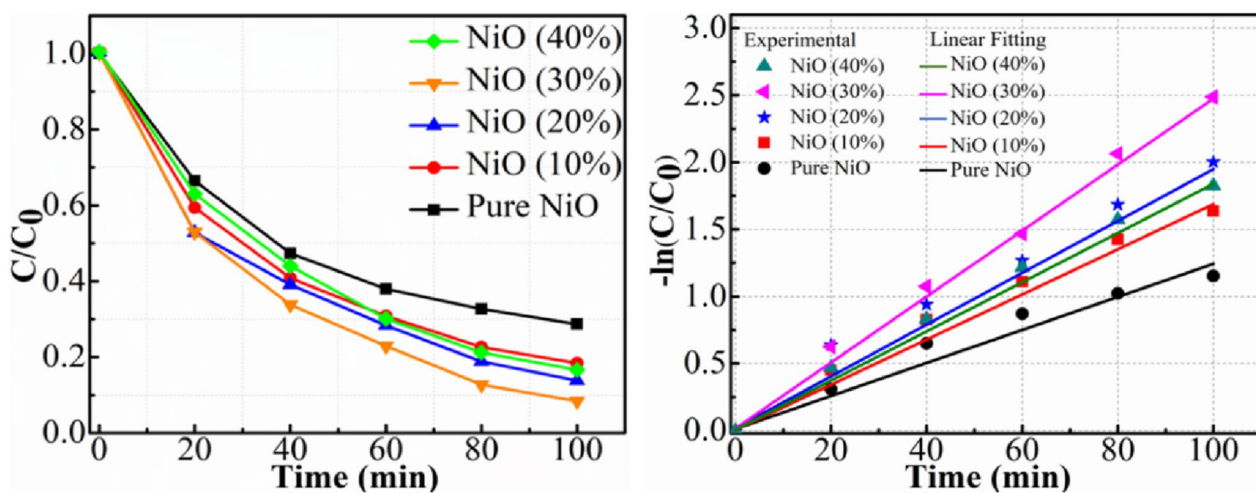 C/C0
1.0
0.8
0.6
0.4
0.2
0.0
0 20 40 60 80 100
Time (min)
NiO (40%)
NiO (30%)
NiO (20%)
NiO (10%)
Pure NiO
-ln(C/C0)
3.0
2.5
2.0
1.5
1.0
0.5
0.0
0 20 40 60 80 100
Time (min)
Experimental Linear Fitting
NiO (40%) NiO (40%)
NiO (30%) NiO (30%)
NiO (20%) NiO (20%)
NiO (10%) NiO (10%)
Pure NiO Pure NiO